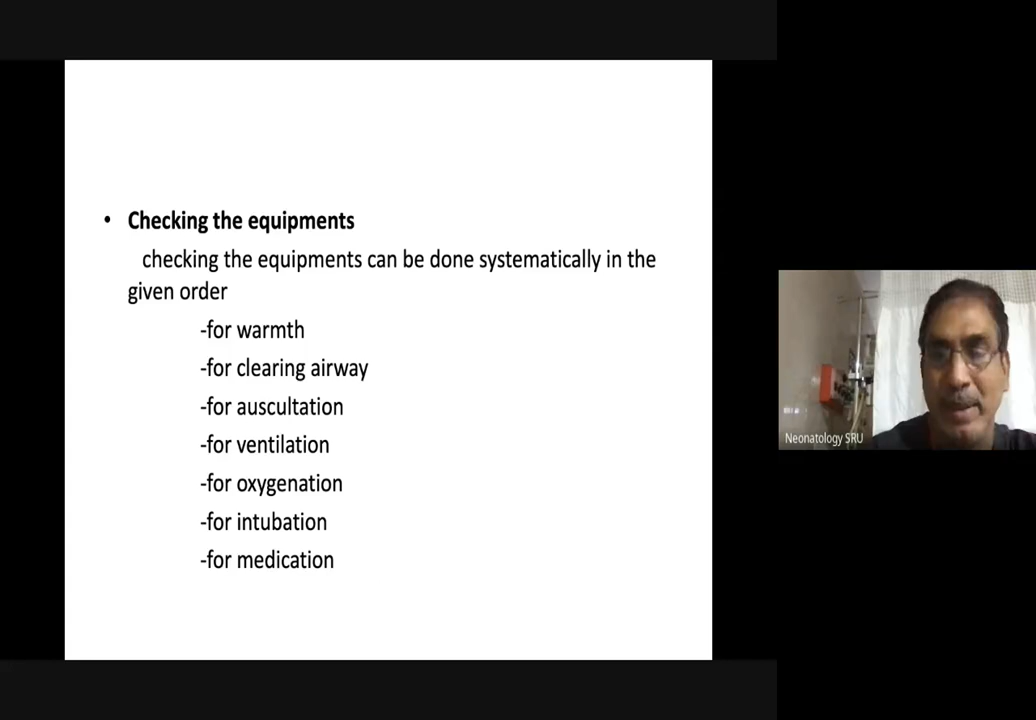 • Checking the equipments
checking the equipments can be done systematically in the
given order
-for warmth
-for clearing airway
-for auscultation
-for ventilation
-for oxygenation
-for intubation
-for medication
Neonatology SRU